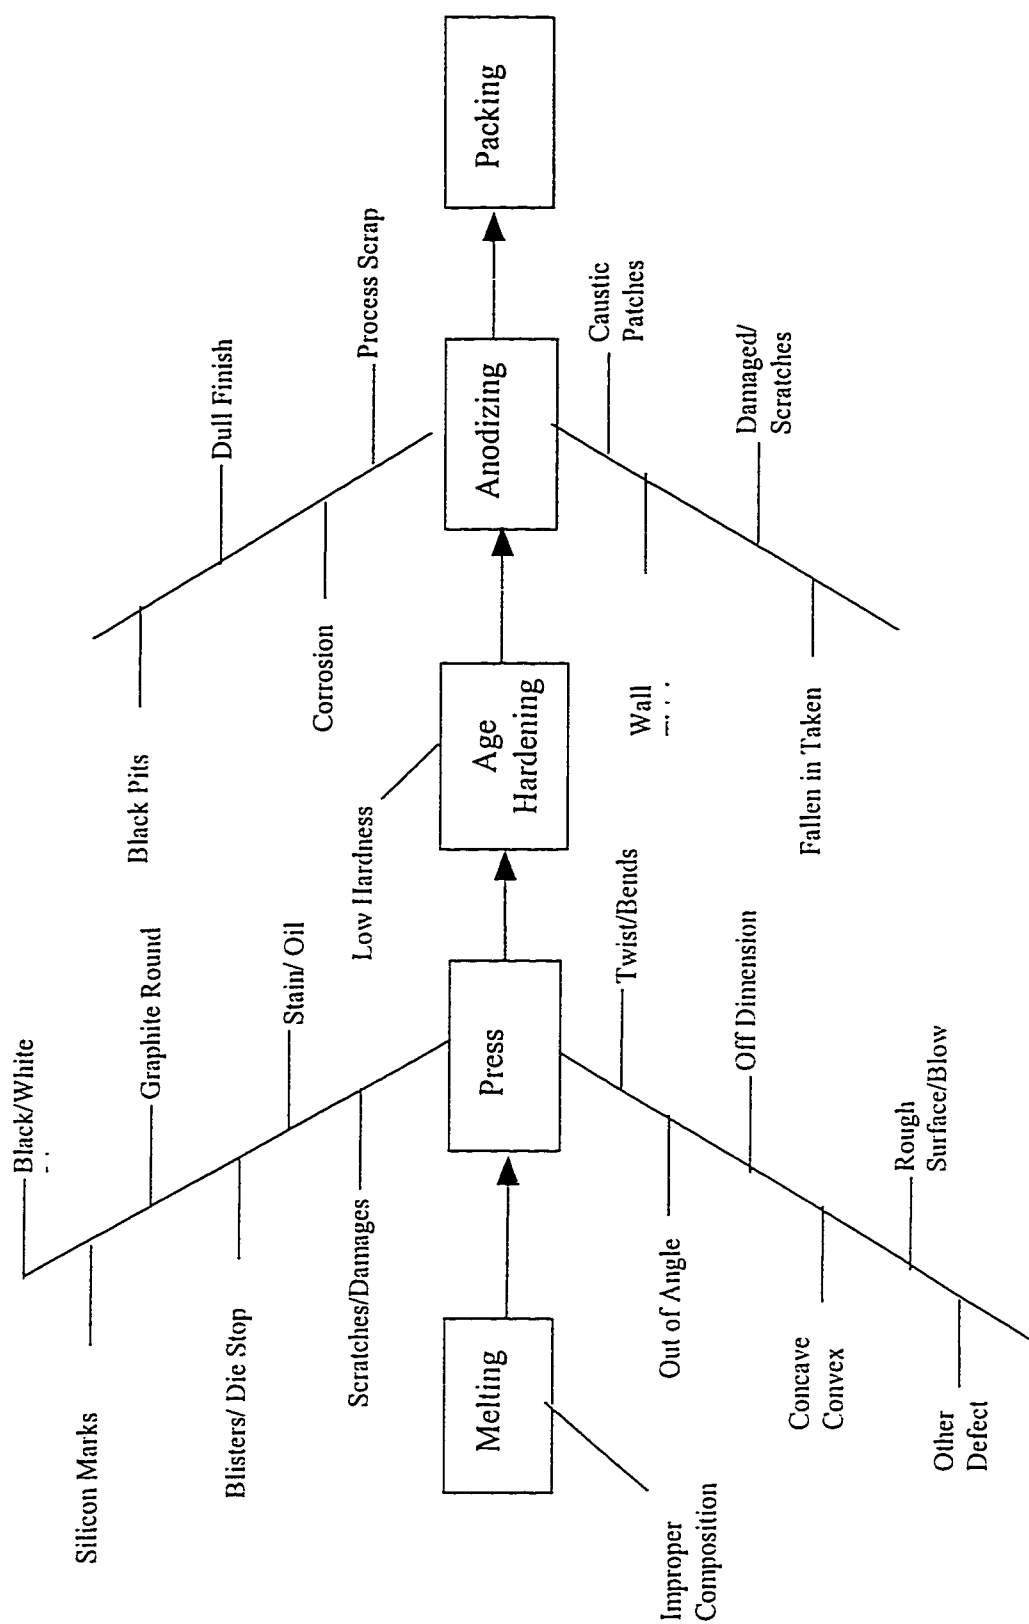 Black/White
Silicon Marks
Graphite Round
Blisters/ Die Stop
Stain/ Oil
Scratches/Damages
Black Pits
Dull Finish
Corrosion
Process Scrap
Low Hardness
Melting
Press
Age
Hardening
Anodizing
Packing
Improper
Composition
Twist/Bends
Out of Angle
Off Dimension
Concave
Convex
Rough
Surface/Blow
Other
Defect
Caustic
Patches
Wall
Damaged/
Scratches
Fallen in Taken